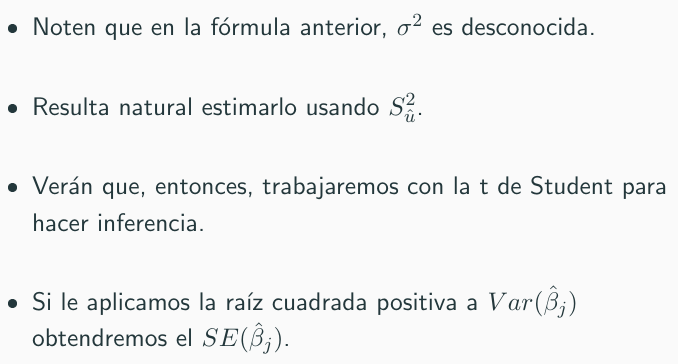 • Noten que en la fórmula anterior, $\sigma^2$ es desconocida.
• Resulta natural estimarlo usando $S^2_{\hat{u}}$.
• Verán que, entonces, trabajaremos con la t de Student para
hacer inferencia.
• Si le aplicamos la raíz cuadrada positiva a $Var(\hat{\beta}_j)$
obtendremos el $SE(\hat{\beta}_j)$.